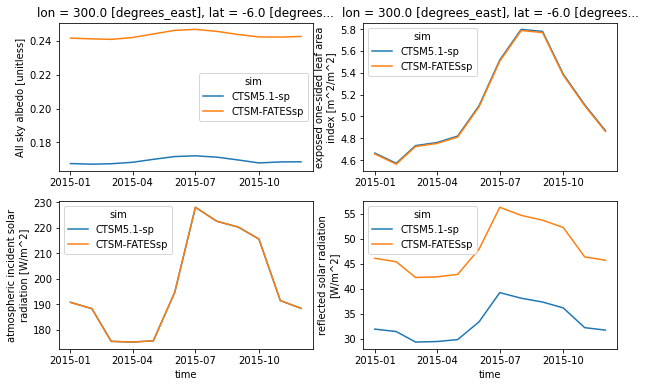 lon = 300.0 [degrees_east], lat = -6.0 [degrees...
All sky albedo [unitless]
0.24
0.22
0.20
0.18
sim
CTSM5.1-sp
CTSM-FATESsp
2015-01
2015-04
2015-07
2015-10
lon = 300.0 [degrees_east], lat = -6.0 [degrees...
exposed one-sided leaf area
index [m^2/m^2]
5.8
5.6
5.4
5.2
5.0
4.8
4.6
sim
CTSM5.1-sp
CTSM-FATESsp
2015-01
2015-04
2015-07
2015-10
atmospheric incident solar
radiation [W/m^2]
230
220
210
200
190
180
sim
CTSM5.1-sp
CTSM-FATESsp
2015-01
2015-04
2015-07
2015-10
time
reflected solar radiation
[W/m^2]
55
50
45
40
35
30
sim
CTSM5.1-sp
CTSM-FATESsp
2015-01
2015-04
2015-07
2015-10
time